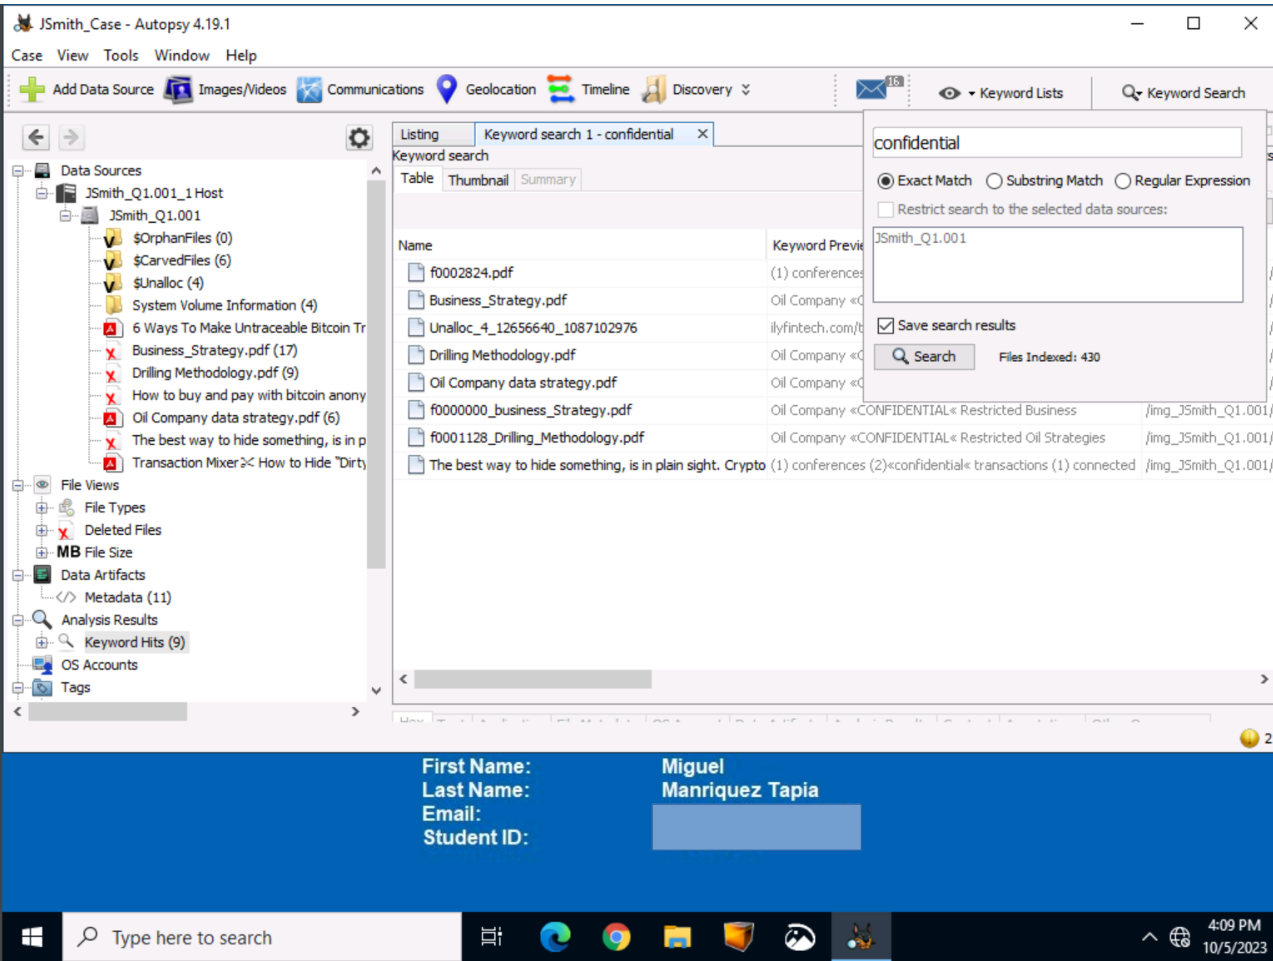 JSmith_Case - Autopsy 4.19.1
Case View Tools Window Help
Add Data Source Images/Videos Communications Geolocation Timeline Discovery 16 Keyword Lists Keyword Search
Listing Keyword search 1 - confidential X
Keyword search
Table Thumbnail Summary
Data Sources
JSmith_Q1.001_1 Host
JSmith_Q1.001
$OrphanFiles (0)
$CarvedFiles (6)
$Unalloc (4)
System Volume Information (4)
6 Ways To Make Untraceable Bitcoin Tr
Business_Strategy.pdf (17)
Drilling Methodology.pdf (9)
How to buy and pay with bitcoin anony
Oil Company data strategy.pdf (6)
The best way to hide something, is in p
Transaction Mixer How to Hide "Dirty
File Views
File Types
Deleted Files
MB File Size
Data Artifacts
Metadata (11)
Analysis Results
Keyword Hits (9)
OS Accounts
Tags
Name Keyword Previe
f0002824.pdf (1) conferences
Business_Strategy.pdf Oil Company «C
Unalloc_4_12656640_1087102976 ilyfintech.com/b
Drilling Methodology.pdf Oil Company «C
Oil Company data strategy.pdf Oil Company «C
f0000000_business_Strategy.pdf Oil Company «CONFIDENTIAL« Restricted Business /img_JSmith_Q1.001/
f0001128_Drilling_Methodology.pdf Oil Company «CONFIDENTIAL« Restricted Oil Strategies /img_JSmith_Q1.001/
The best way to hide something, is in plain sight. Crypto (1) conferences (2)«confidential« transactions (1) connected /img_JSmith_Q1.001/
confidential
Exact Match Substring Match Regular Expression
Restrict search to the selected data sources:
JSmith_Q1.001
Save search results
Search Files Indexed: 430
2
First Name: Miguel
Last Name: Manriquez Tapia
Email:
Student ID:
Type here to search
4:09 PM
10/5/2023